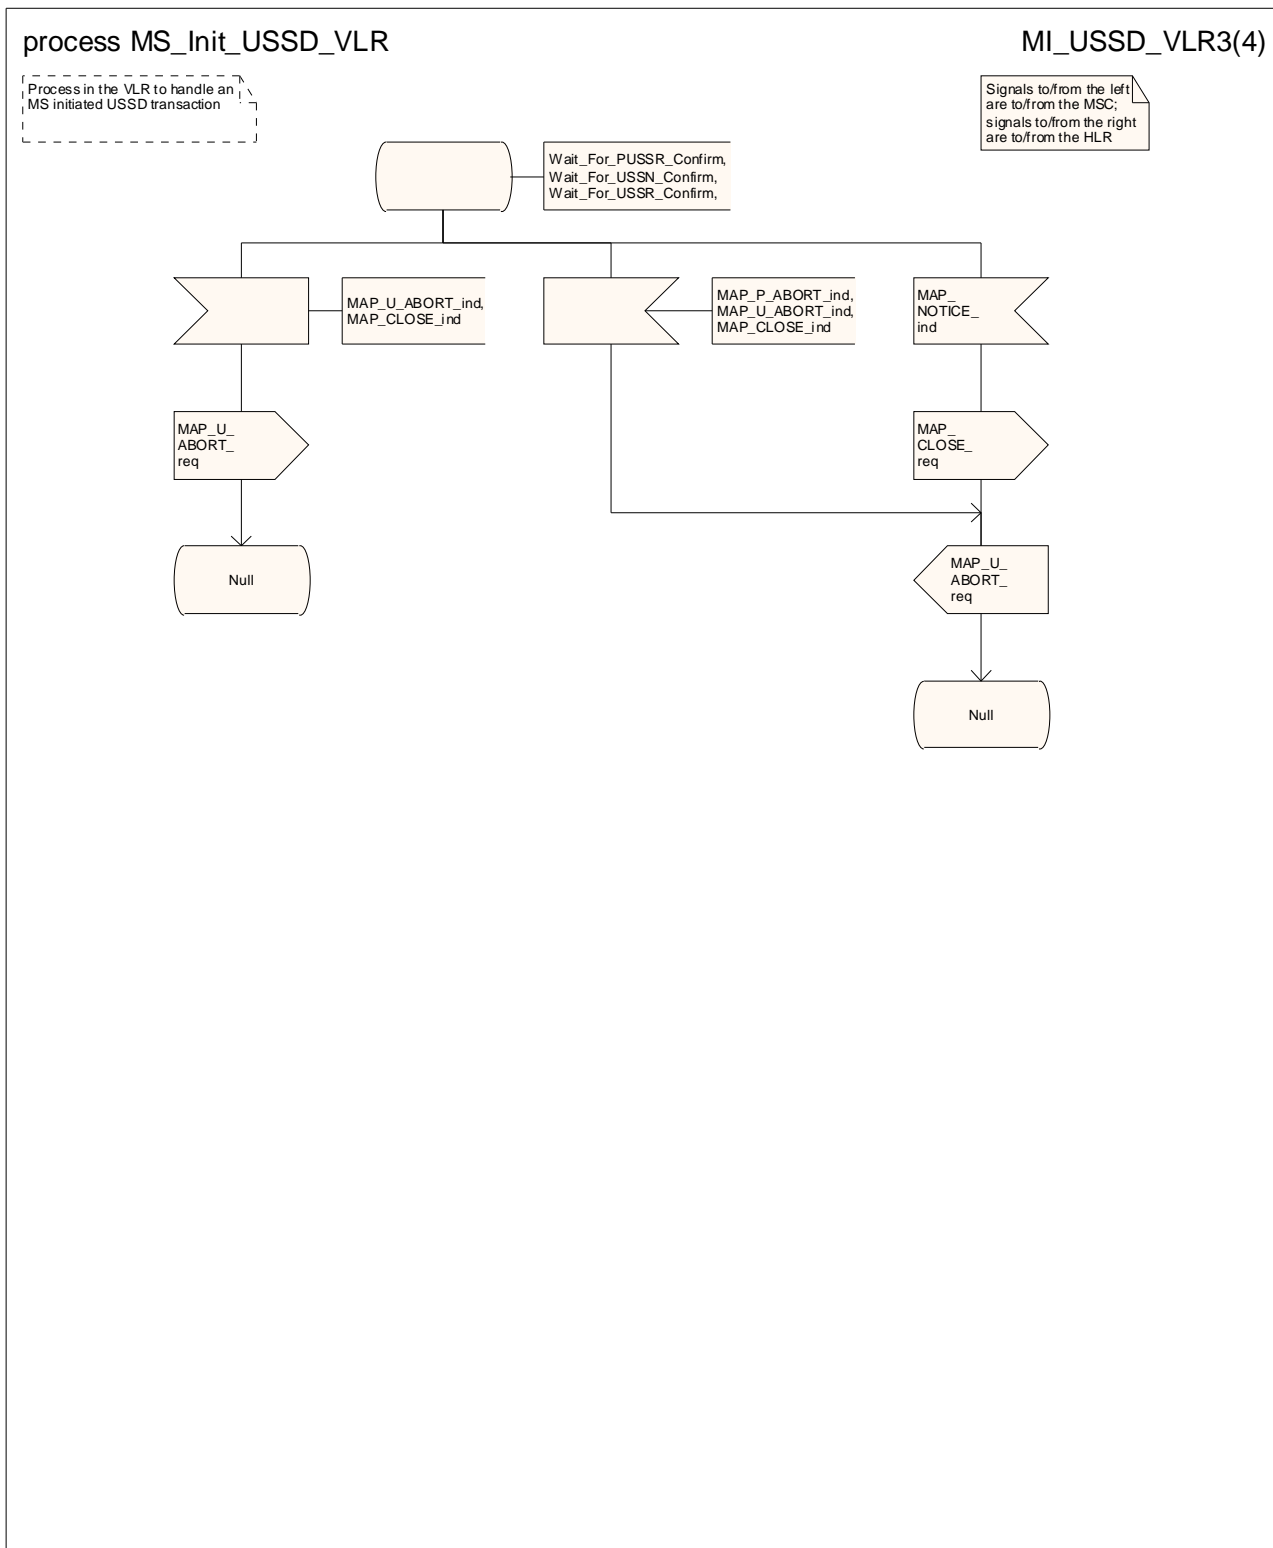 process MS_Init_USSD_VLR
MI_USSD_VLR3(4)
Process in the VLR to handle an
MS initiated USSD transaction
Signals to/from the left
are to/from the MSC;
signals to/from the right
are to/from the HLR
Wait_For_PUSSR_Confirm,
Wait_For_USSN_Confirm,
Wait_For_USSR_Confirm,
MAP_U_ABORT_ind,
MAP_CLOSE_ind
MAP_P_ABORT_ind,
MAP_U_ABORT_ind,
MAP_CLOSE_ind
MAP_
NOTICE_
ind
MAP_U_
ABORT_
req
MAP_
CLOSE_
req
Null
MAP_U_
ABORT_
req
Null